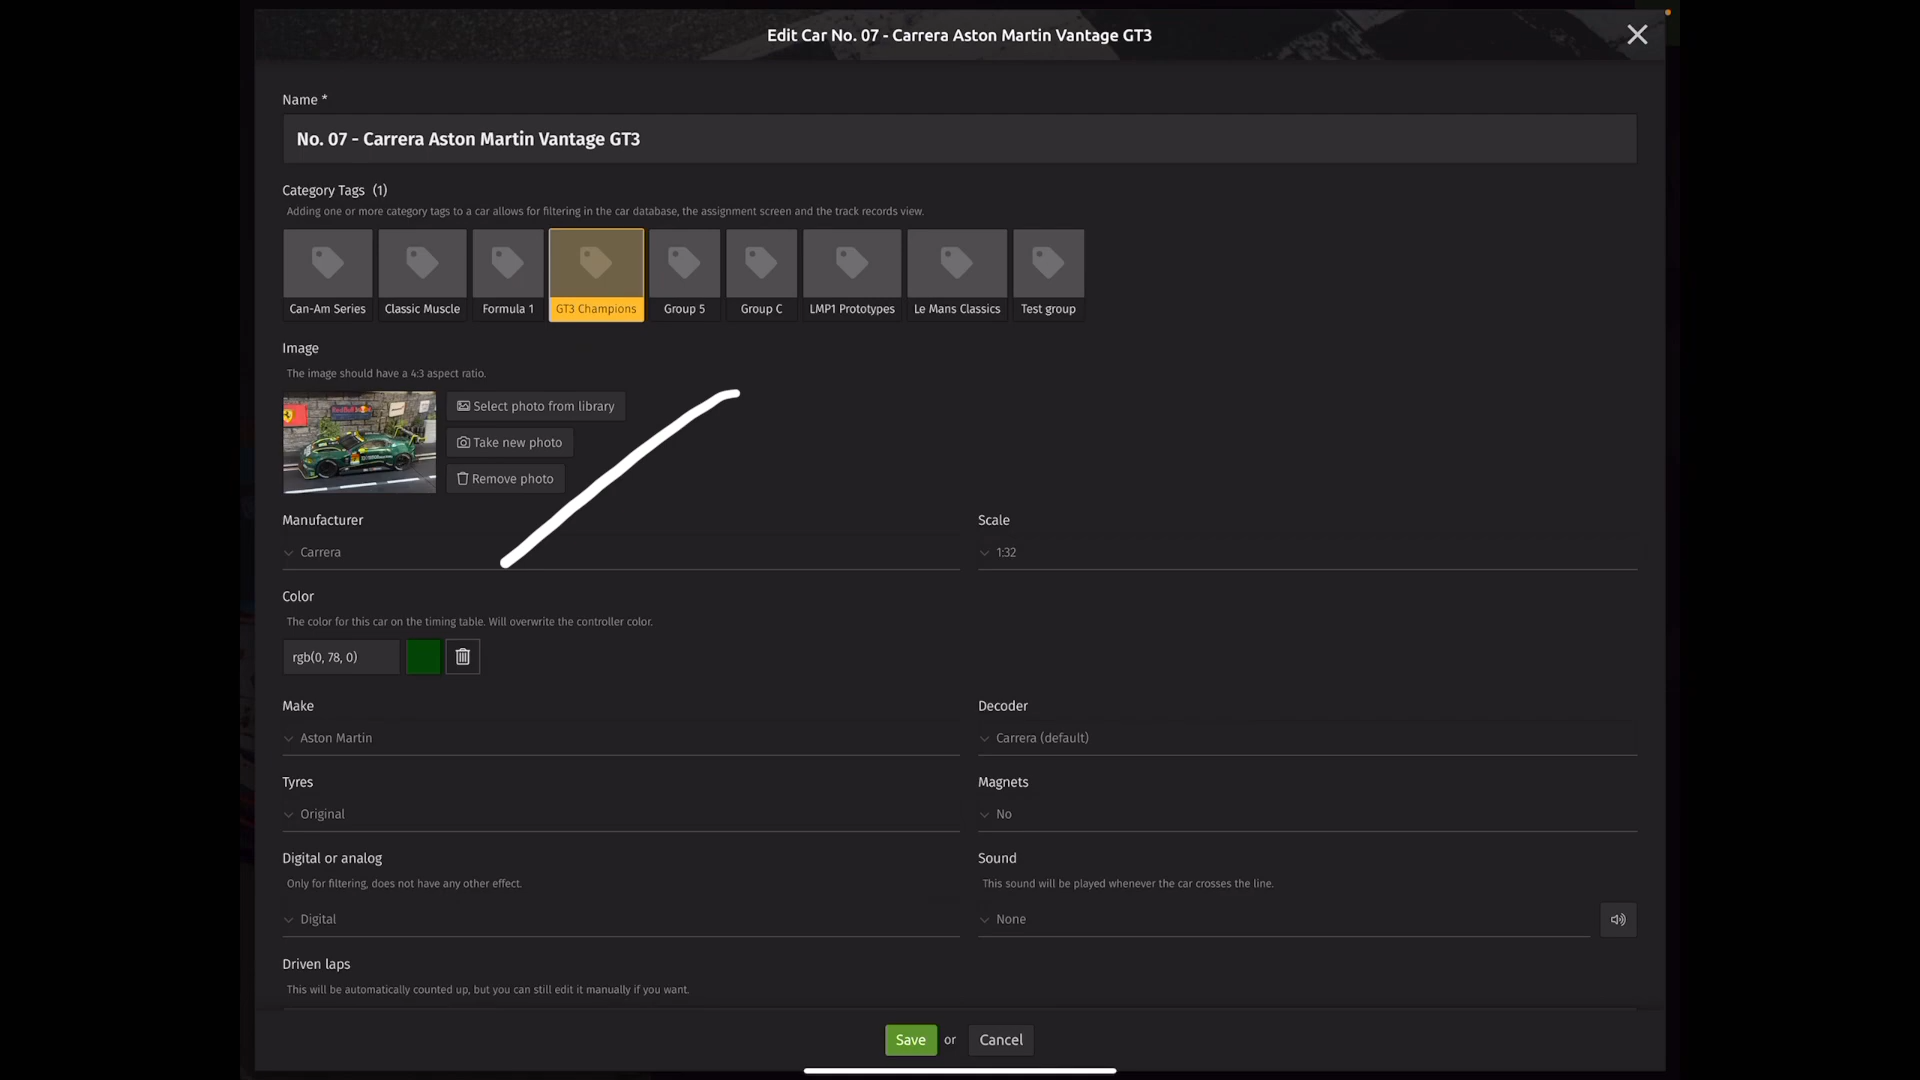 Edit Car No. 07 - Carrera Aston Martin Vantage GT3
Name *
No. 07 - Carrera Aston Martin Vantage GT3
Category Tags (1)
Adding one or more category tags to a car allows for filtering in the car database, the assignment screen and the track records view.
Can-Am Series Classic Muscle Formula 1 GT3 Champions Group 5 Group C LMP1 Prototypes Le Mans Classics Test group
Image
The image should have a 4:3 aspect ratio.
Red Bull
Select photo from library
Take new photo
Remove photo
Manufacturer Scale
Carrera 1:32
Color
The color for this car on the timing table. Will overwrite the controller color.
rgb(0, 78, 0)
Make Decoder
Aston Martin Carrera (default)
Tyres Magnets
Original No
Digital or analog Sound
Only for filtering, does not have any other effect. This sound will be played whenever the car crosses the line.
Digital None
Driven laps
This will be automatically counted up, but you can still edit it manually if you want.
Save or Cancel